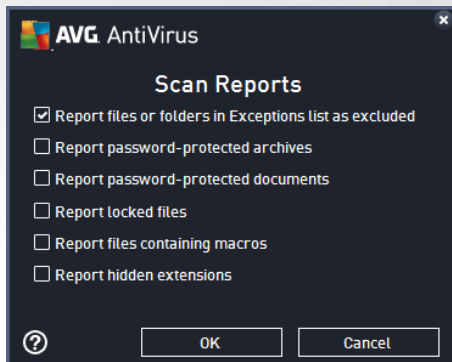 AVG AntiVirus
Scan Reports
Report files or folders in Exceptions list as excluded
Report password-protected archives
Report password-protected documents
Report locked files
Report files containing macros
Report hidden extensions
?
OK
Cancel